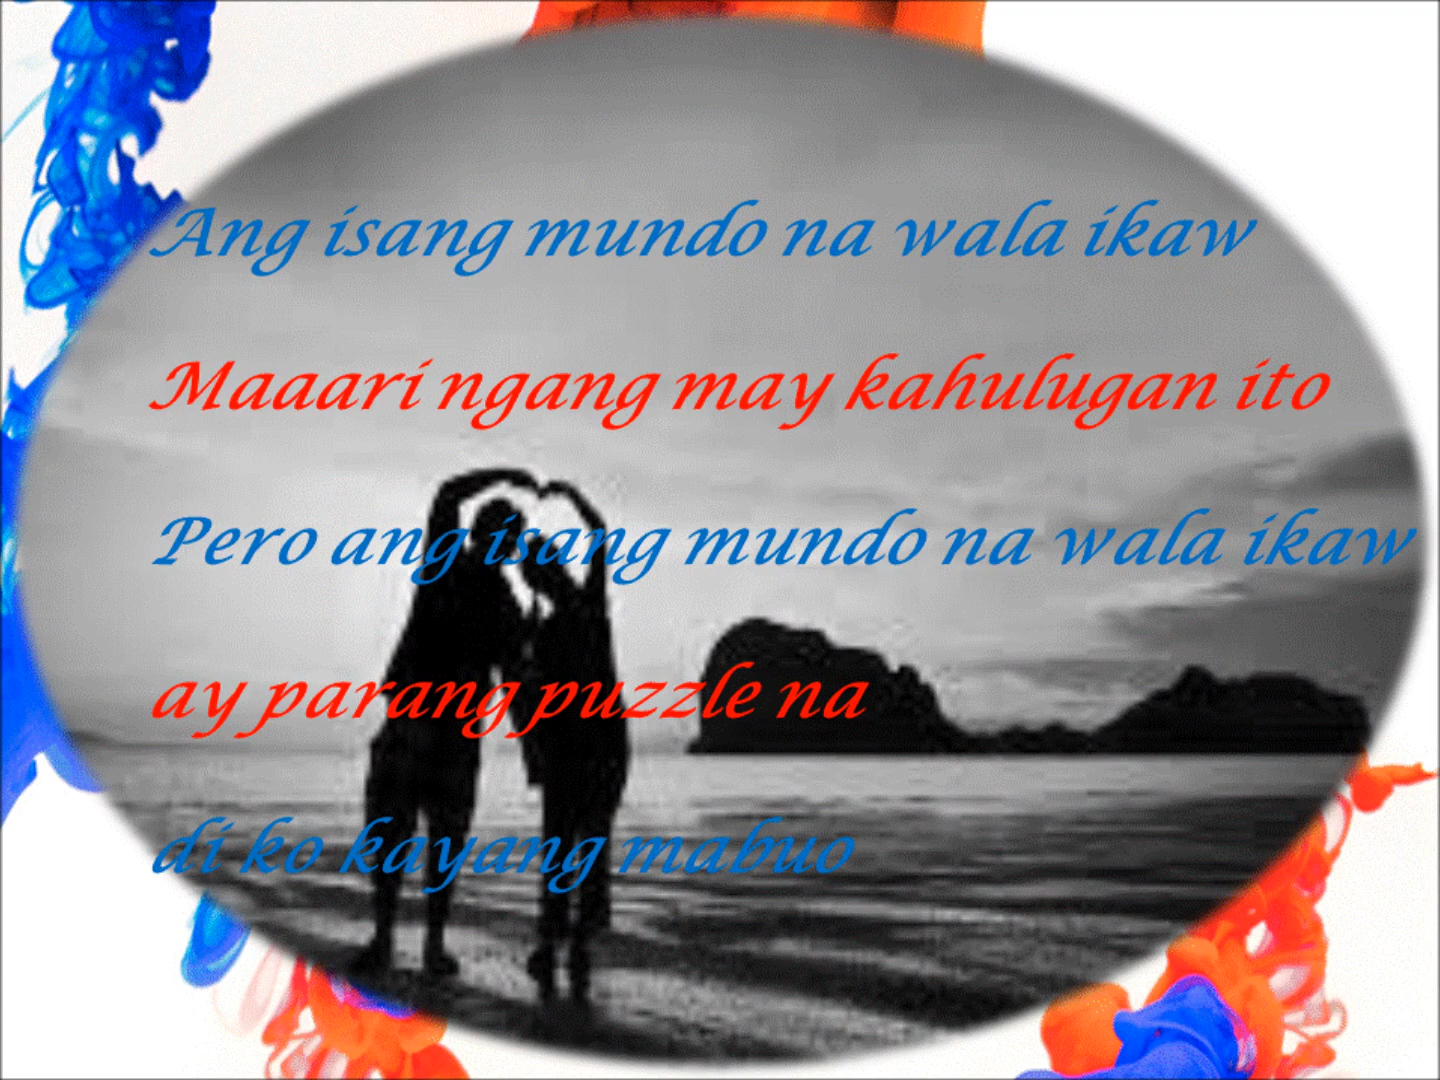 Ang isang mundo na wala ikaw
Maaari ngang may kahulugan ito
Pero ang isang mundo na wala ikaw
ay parang puzzle na
di ko kayang mabuo